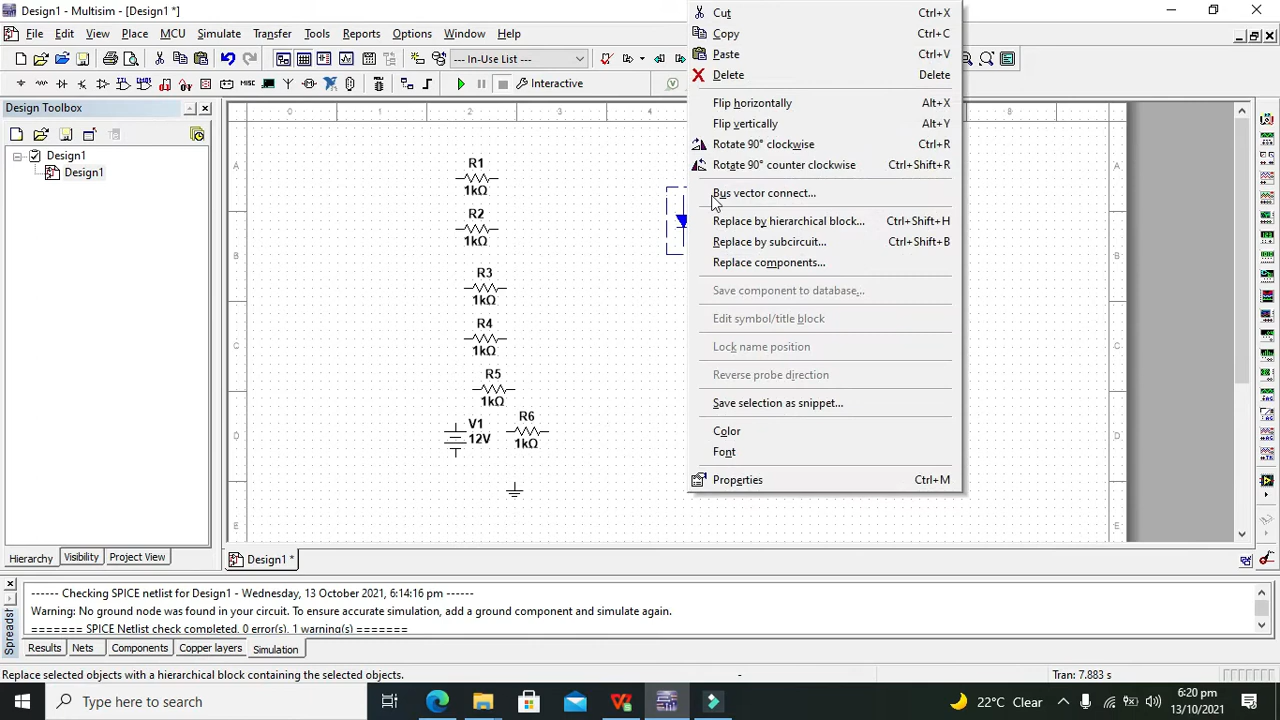 Design1 - Multisim - [Design1 *]
File Edit View Place MCU Simulate Transfer Tools Reports Options Window Help
--- In-Use List ---
MISC
Interactive
V
Design Toolbox
Design1
Design1
Hierarchy Visibility Project View
0 1 2 3 4
A
B
C
D
E
A
B
C
D
E
R1
1kΩ
R2
1kΩ
R3
1kΩ
R4
1kΩ
R5
1kΩ
V1
12V
R6
1kΩ
Cut Ctrl+X
Copy Ctrl+C
Paste Ctrl+V
Delete Delete
Flip horizontally Alt+X
Flip vertically Alt+Y
Rotate 90° clockwise Ctrl+R
Rotate 90° counter clockwise Ctrl+Shift+R
Bus vector connect...
Replace by hierarchical block... Ctrl+Shift+H
Replace by subcircuit... Ctrl+Shift+B
Replace components...
Save component to database...
Edit symbol/title block
Lock name position
Reverse probe direction
Save selection as snippet...
Color
Font
Properties Ctrl+M
Design1 *
------ Checking SPICE netlist for Design1 - Wednesday, 13 October 2021, 6:14:16 pm ------
Warning: No ground node was found in your circuit. To ensure accurate simulation, add a ground component and simulate again.
======= SPICE Netlist check completed. 0 error(s), 1 warning(s) =======
Results Nets Components Copper layers Simulation
Replace selected objects with a hierarchical block containing the selected objects. - Tran: 7.883 s
Type here to search
22°C Clear
6:20 pm
13/10/2021